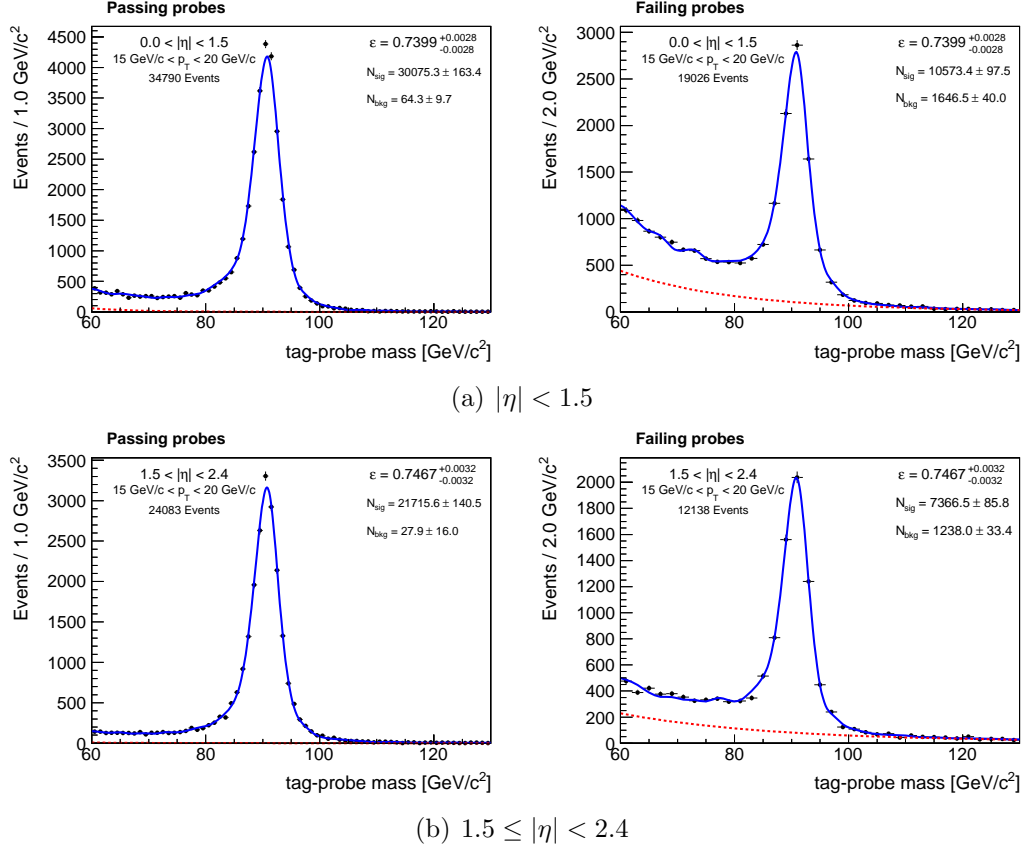 Passing probes
0.0 < |η| < 1.5
15 GeV/c < p_T < 20 GeV/c
34790 Events
ε = 0.7399 +0.0028 -0.0028
N_sig = 30075.3 ± 163.4
N_bkg = 64.3 ± 9.7
Events / 1.0 GeV/c²
4500
4000
3500
3000
2500
2000
1500
1000
500
0
60 80 100 120
tag-probe mass [GeV/c²]
Failing probes
0.0 < |η| < 1.5
15 GeV/c < p_T < 20 GeV/c
19026 Events
ε = 0.7399 +0.0028 -0.0028
N_sig = 10573.4 ± 97.5
N_bkg = 1646.5 ± 40.0
Events / 2.0 GeV/c²
3000
2500
2000
1500
1000
500
0
60 80 100 120
tag-probe mass [GeV/c²]
(a) |η| < 1.5
Passing probes
1.5 < |η| < 2.4
15 GeV/c < p_T < 20 GeV/c
24083 Events
ε = 0.7467 +0.0032 -0.0032
N_sig = 21715.6 ± 140.5
N_bkg = 27.9 ± 16.0
Events / 1.0 GeV/c²
3500
3000
2500
2000
1500
1000
500
0
60 80 100 120
tag-probe mass [GeV/c²]
Failing probes
1.5 < |η| < 2.4
15 GeV/c < p_T < 20 GeV/c
12138 Events
ε = 0.7467 +0.0032 -0.0032
N_sig = 7366.5 ± 85.8
N_bkg = 1238.0 ± 33.4
Events / 2.0 GeV/c²
2000
1800
1600
1400
1200
1000
800
600
400
200
0
60 80 100 120
tag-probe mass [GeV/c²]
(b) 1.5 ≤ |η| < 2.4